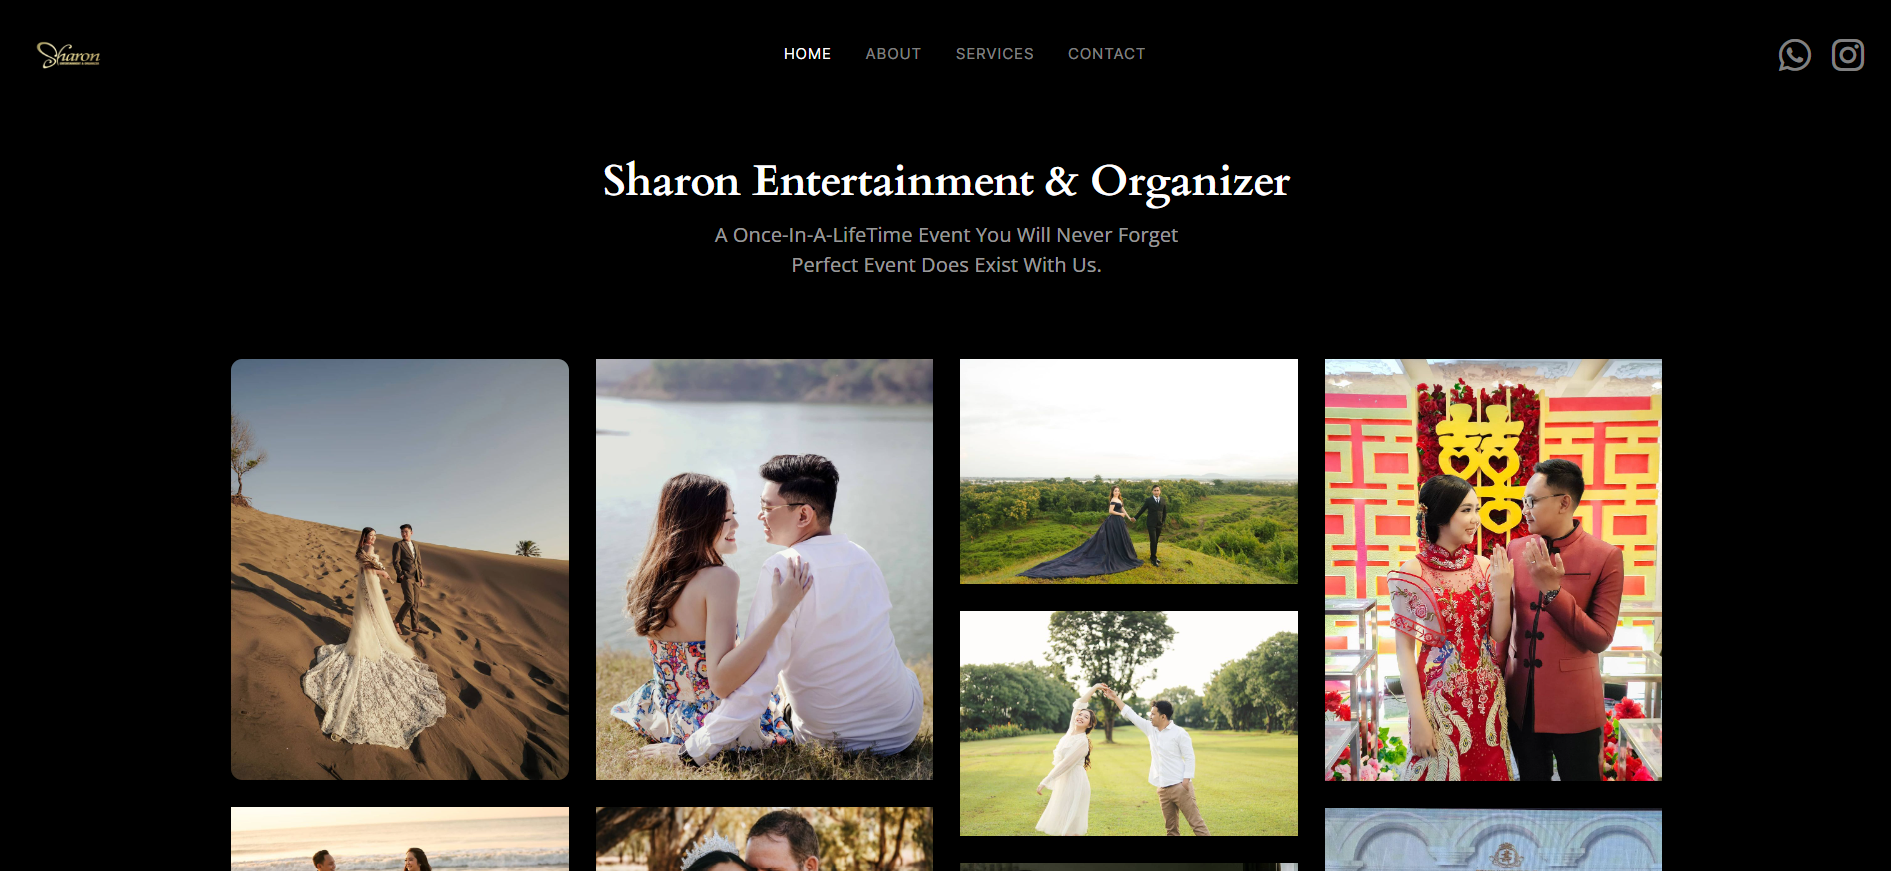 Sharon
HOME ABOUT SERVICES CONTACT
Sharon Entertainment & Organizer
A Once-In-A-LifeTime Event You Will Never Forget
Perfect Event Does Exist With Us.
囍